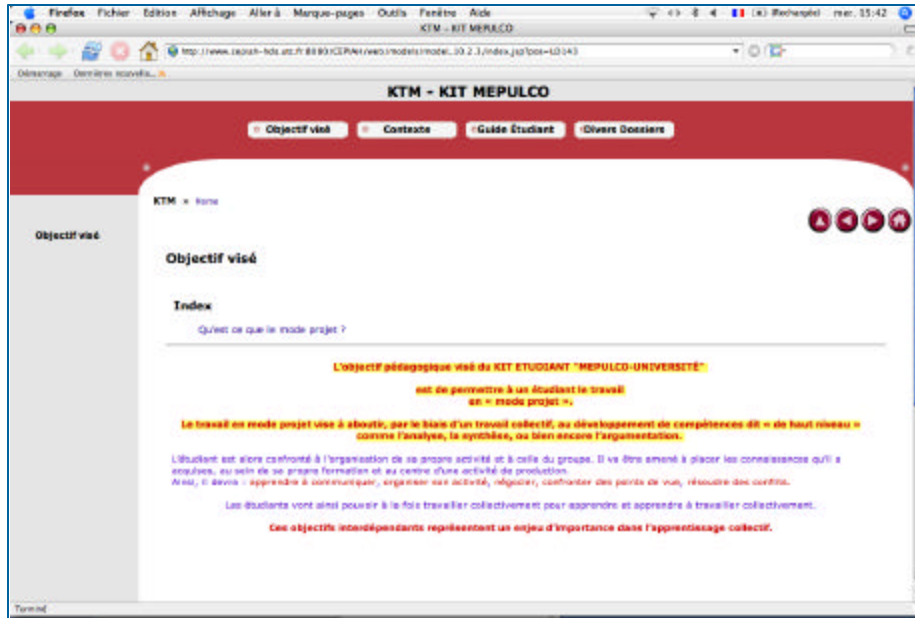 Firefox Fichier Edition Affichage Aller à Marque-pages Outils Fenêtre Aide mer. 15:42
KTM - KIT MEPULCO
Démarrage Dernières nouvelle...
KTM - KIT MEPULCO
Objectif visé Contexte Guide Étudiant Divers Dossiers
KTM » Home
Objectif visé
Objectif visé
Index
Qu'est ce que le mode projet ?
L'objectif pédagogique visé du KIT ETUDIANT "MEPULCO-UNIVERSITÉ"
est de permettre à un étudiant le travail
en « mode projet ».
Le travail en mode projet vise à aboutir, par le biais d'un travail collectif, au développement de compétences dit « de haut niveau »
comme l'analyse, la synthèse, ou bien encore l'argumentation.
L'étudiant est alors confronté à l'organisation de sa propre activité et à celle du groupe. Il va être amené à placer les connaissances qu'il a
acquises, au sein de sa propre formation et au centre d'une activité de production.
Ainsi, il devra : apprendre à communiquer, organiser son activité, négocier, confronter des points de vue, résoudre des conflits.
Les étudiants vont ainsi pouvoir à la fois travailler collectivement pour apprendre et apprendre à travailler collectivement.
Ces objectifs interdépendants représentent un enjeu d'importance dans l'apprentissage collectif.
Terminé